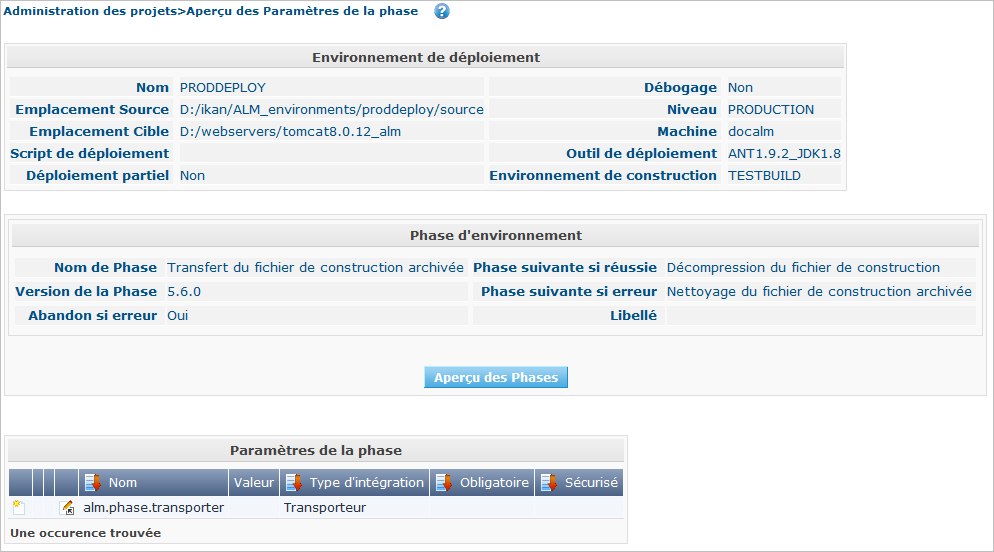 Administration des projets>Aperçu des Paramètres de la phase ?
Environnement de déploiement
Nom PRODDEPLOY Débogage Non
Emplacement Source D:/ikan/ALM_environments/proddeploy/source Niveau PRODUCTION
Emplacement Cible D:/webservers/tomcat8.0.12_alm Machine docalm
Script de déploiement Outil de déploiement ANT1.9.2_JDK1.8
Déploiement partiel Non Environnement de construction TESTBUILD
Phase d'environnement
Nom de Phase Transfert du fichier de construction archivée Phase suivante si réussie Décompression du fichier de construction
Version de la Phase 5.6.0 Phase suivante si erreur Nettoyage du fichier de construction archivée
Abandon si erreur Oui Libellé
Aperçu des Phases
Paramètres de la phase
Nom Valeur Type d'intégration Obligatoire Sécurisé
alm.phase.transporter Transporteur
Une occurence trouvée